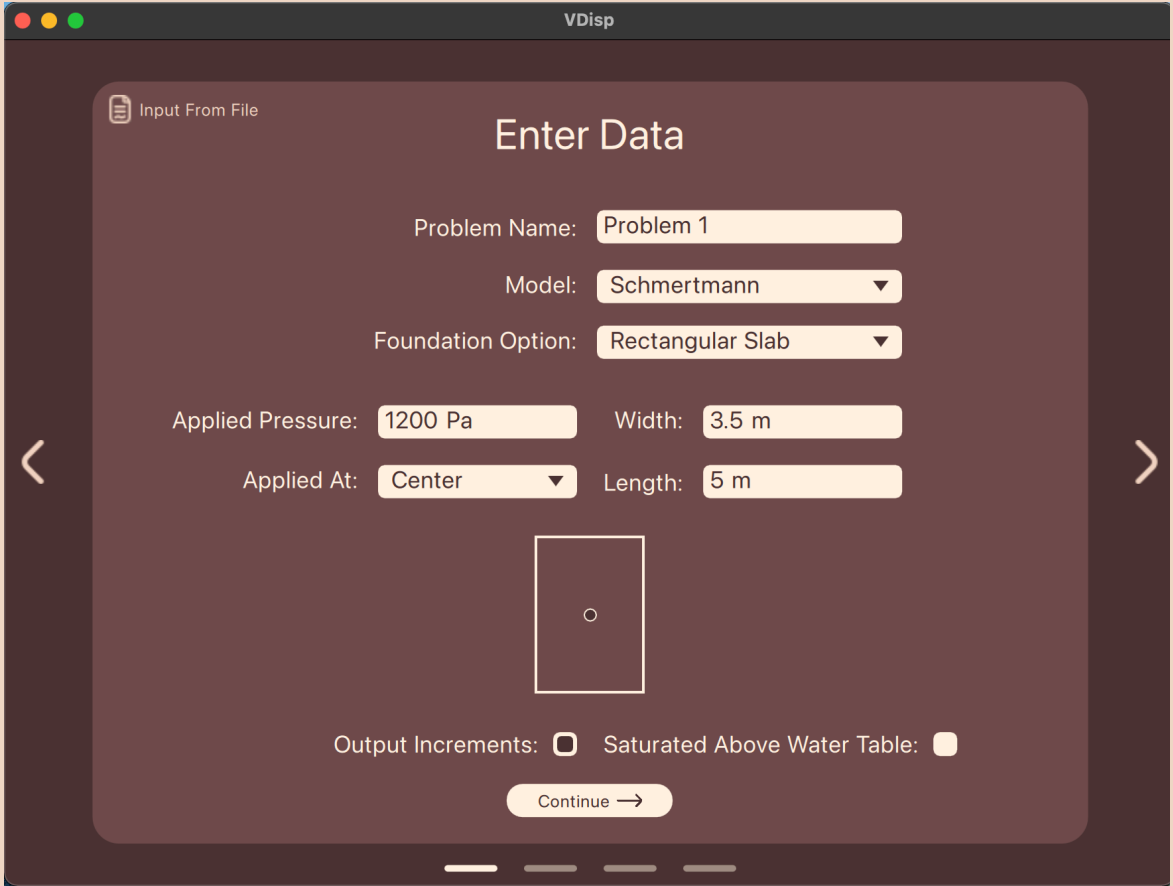 VDisp
Input From File
Enter Data
Problem Name: Problem 1
Model: Schmertmann
Foundation Option: Rectangular Slab
Applied Pressure: 1200 Pa Width: 3.5 m
Applied At: Center Length: 5 m
Output Increments: Saturated Above Water Table:
Continue